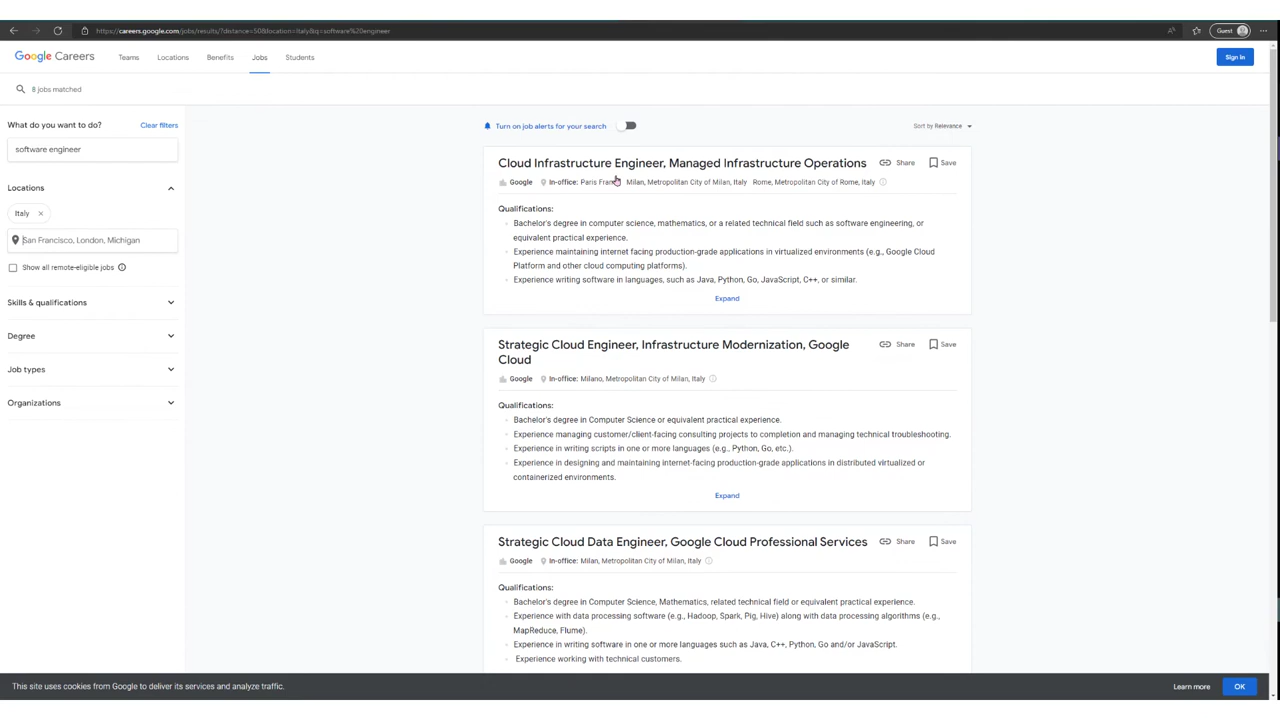 https://careers.google.com/jobs/results/?distance=50&location=Italy&q=software%20engineer
Guest
Google Careers
Teams
Locations
Benefits
Jobs
Students
Sign in
8 jobs matched
What do you want to do?
Clear filters
software engineer
Locations
Italy
San Francisco, London, Michigan
Show all remote-eligible jobs
Skills & qualifications
Degree
Job types
Organizations
Turn on job alerts for your search
Sort by Relevance
Cloud Infrastructure Engineer, Managed Infrastructure Operations
Share
Save
Google In-office: Paris Milan, Metropolitan City of Milan, Italy Rome, Metropolitan City of Rome, Italy
Qualifications:
Bachelor's degree in computer science, mathematics, or a related technical field such as software engineering, or
equivalent practical experience.
Experience maintaining internet facing production-grade applications in virtualized environments (e.g., Google Cloud
Platform and other cloud computing platforms).
Experience writing software in languages, such as Java, Python, Go, JavaScript, C++, or similar.
Expand
Strategic Cloud Engineer, Infrastructure Modernization, Google
Cloud
Share
Save
Google In-office: Milano, Metropolitan City of Milan, Italy
Qualifications:
Bachelor's degree in Computer Science or equivalent practical experience.
Experience managing customer/client-facing consulting projects to completion and managing technical troubleshooting.
Experience in writing scripts in one or more languages (e.g., Python, Go, etc.).
Experience in designing and maintaining internet-facing production-grade applications in distributed virtualized or
containerized environments.
Expand
Strategic Cloud Data Engineer, Google Cloud Professional Services
Share
Save
Google In-office: Milan, Metropolitan City of Milan, Italy
Qualifications:
Bachelor's degree in Computer Science, Mathematics, related technical field or equivalent practical experience.
Experience with data processing software (e.g., Hadoop, Spark, Pig, Hive) along with data processing algorithms (e.g.,
MapReduce, Flume).
Experience in writing software in one or more languages such as Java, C++, Python, Go and/or JavaScript.
Experience working with technical customers.
This site uses cookies from Google to deliver its services and analyze traffic.
Learn more
OK